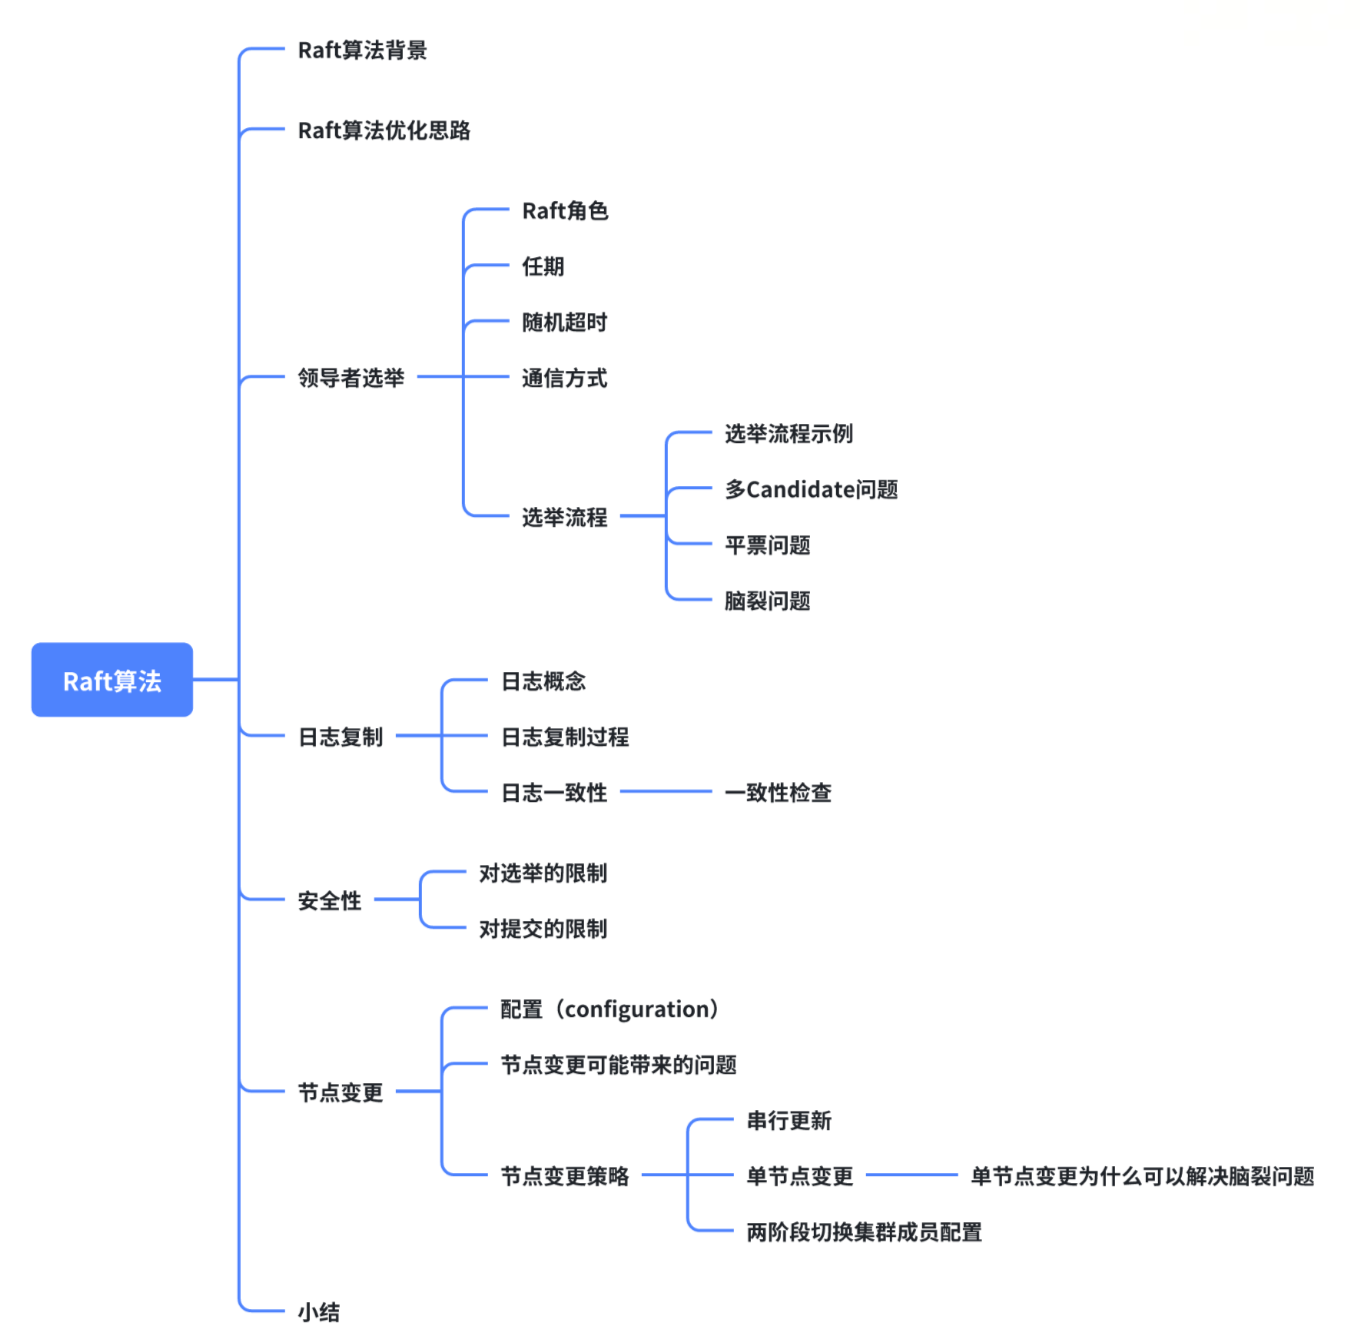 Raft算法
Raft算法背景
Raft算法优化思路
领导者选举
Raft角色
任期
随机超时
通信方式
选举流程
选举流程示例
多Candidate问题
平票问题
脑裂问题
日志复制
日志概念
日志复制过程
日志一致性
一致性检查
安全性
对选举的限制
对提交的限制
节点变更
配置（configuration）
节点变更可能带来的问题
节点变更策略
串行更新
单节点变更
单节点变更为什么可以解决脑裂问题
两阶段切换集群成员配置
小结